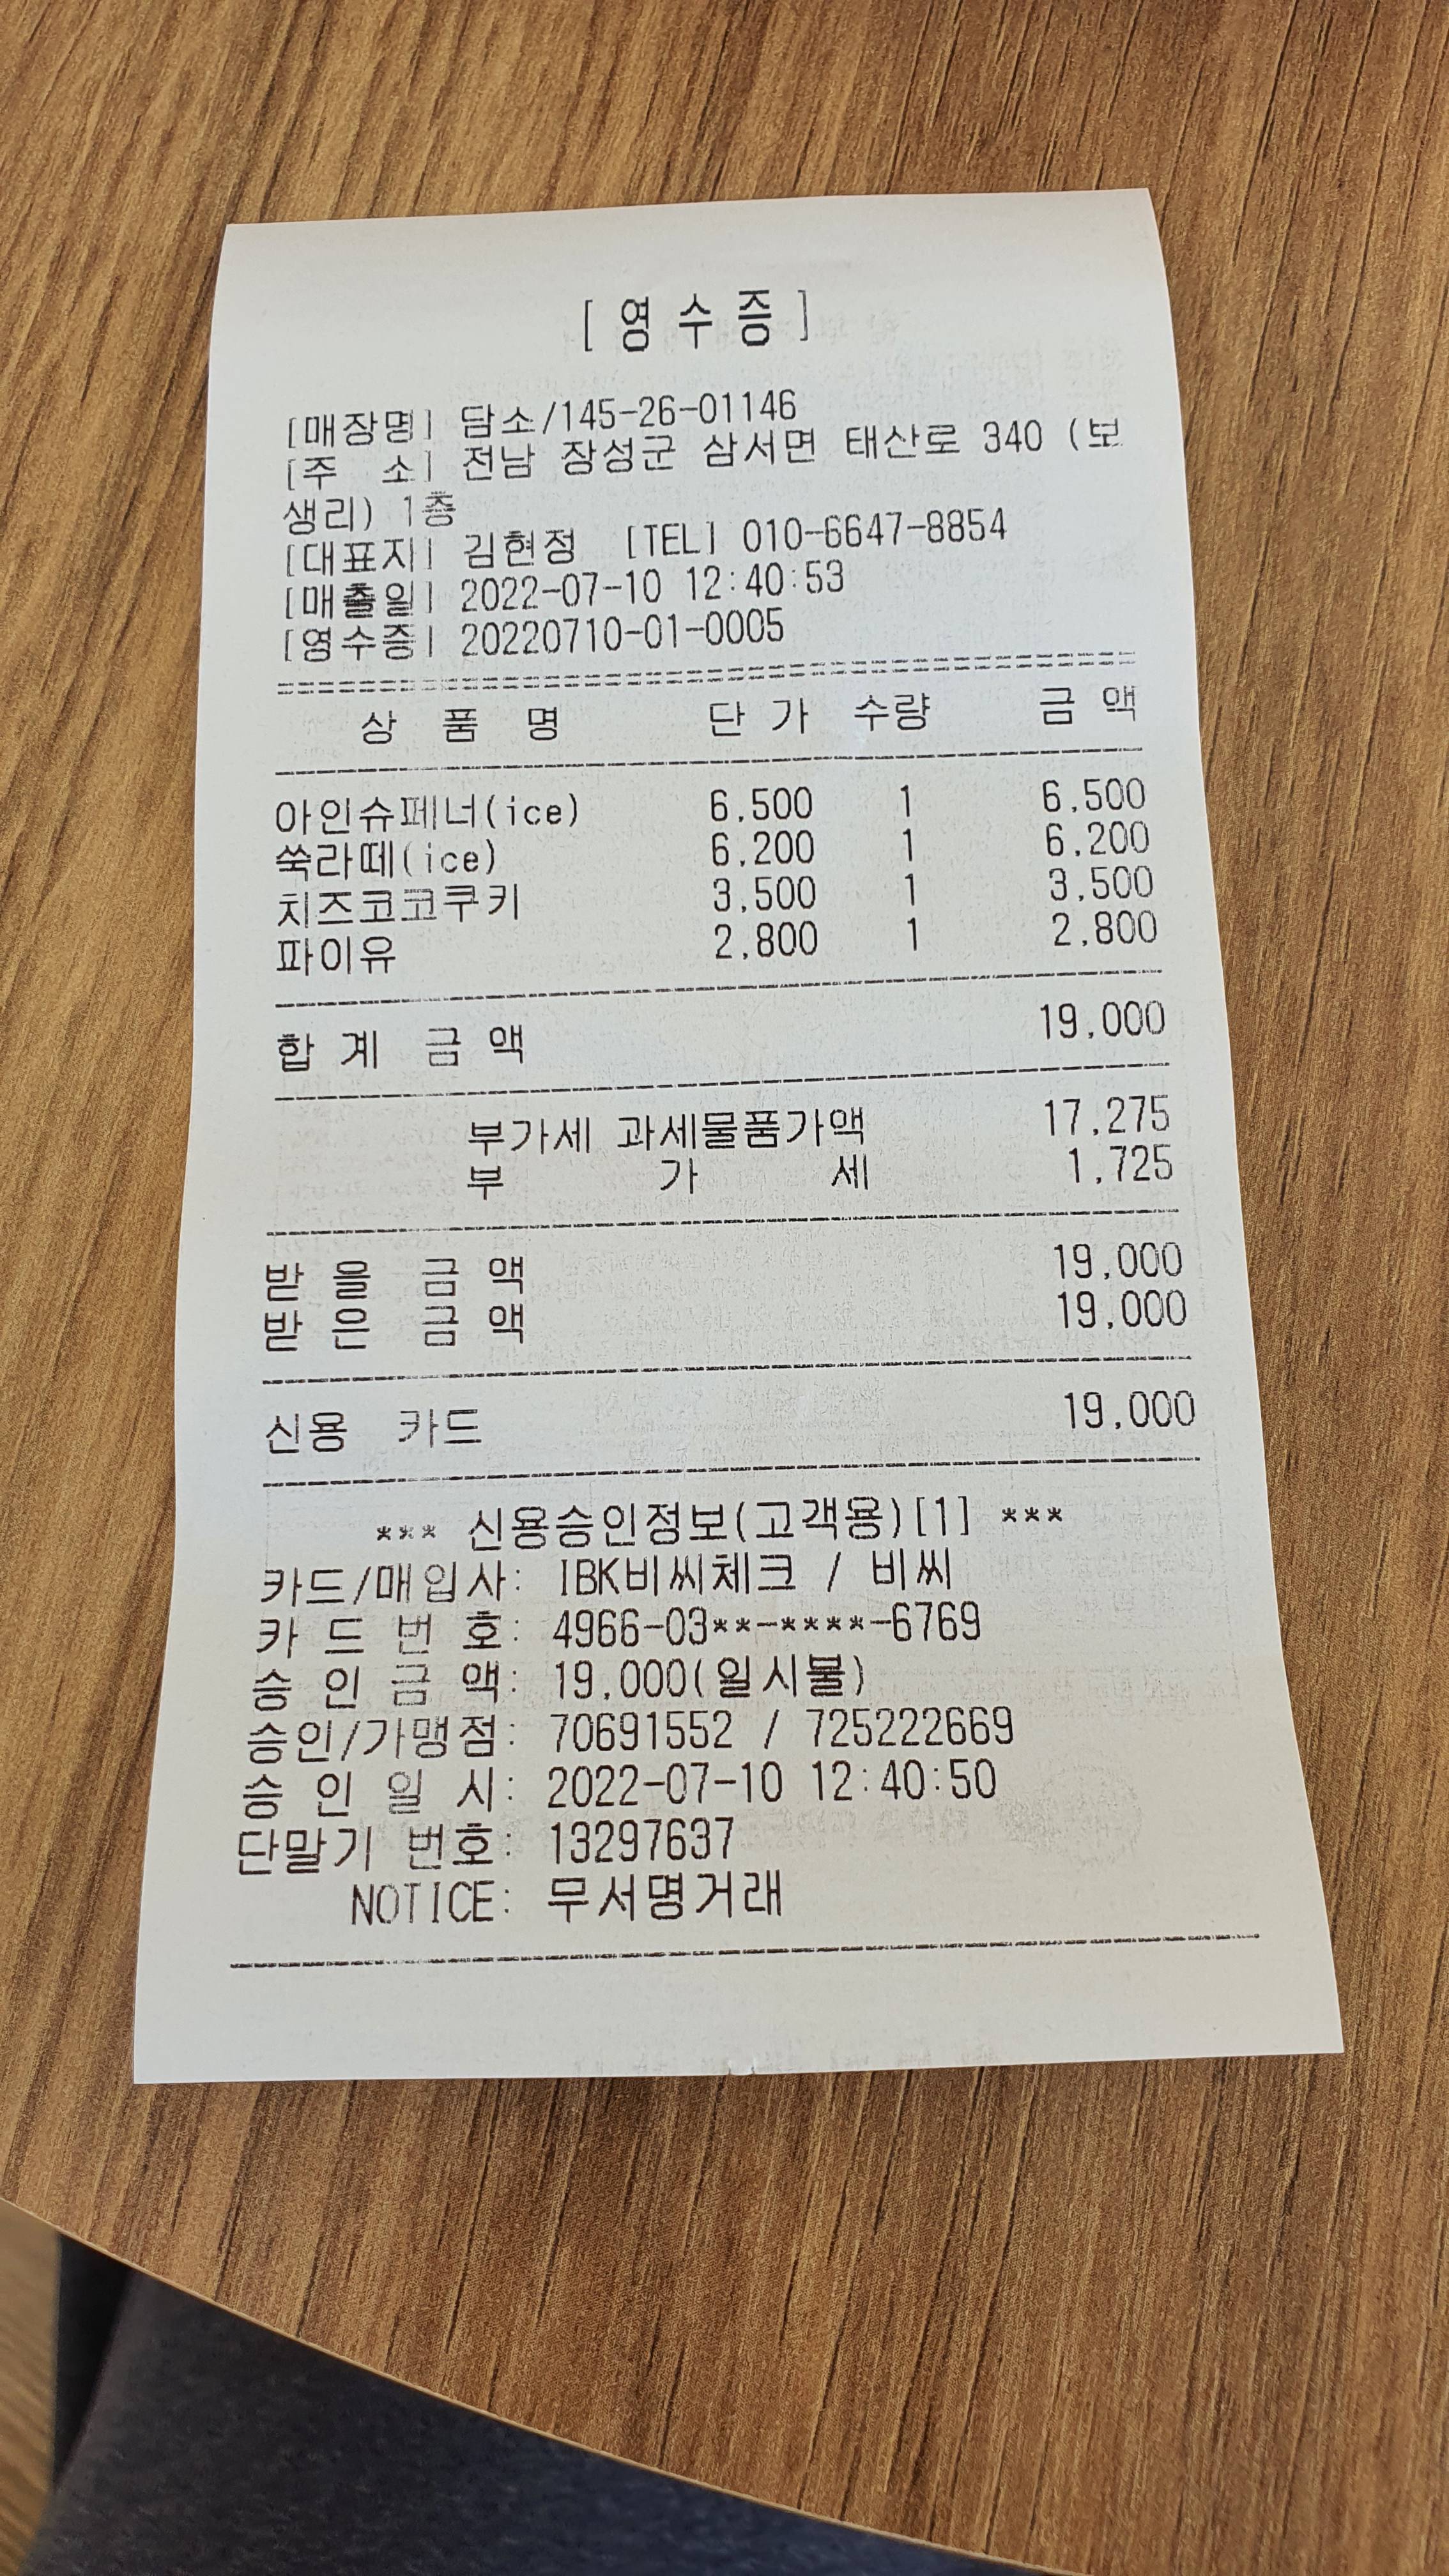 [영수증]
[매장명] 담소/145-26-01146
[주 소] 전남 장성군 삼서면 태산로 340 (보
생리) 1층
[대표자] 김현정 [TEL] 010-6647-8854
[매출일] 2022-07-10 12:40:53
[영수증] 20220710-01-0005
상 품 명 단 가 수량 금 액
아인슈페너(ice) 6,500 1 6,500
쑥라떼(ice) 6,200 1 6,200
치즈코코쿠키 3,500 1 3,500
파이유 2,800 1 2,800
합 계 금 액 19,000
부가세 과세물품가액 17,275
부 가 세 1,725
받 을 금 액 19,000
받 은 금 액 19,000
신용 카드 19,000
*** 신용승인정보(고객용)[1] ***
카드/매입사: IBK비씨체크 / 비씨
카 드 번 호: 4966-03**-****-6769
승 인 금 액: 19,000(일시불)
승인/가맹점: 70691552 / 725222669
승 인 일 시: 2022-07-10 12:40:50
단말기 번호: 13297637
NOTICE: 무서명거래